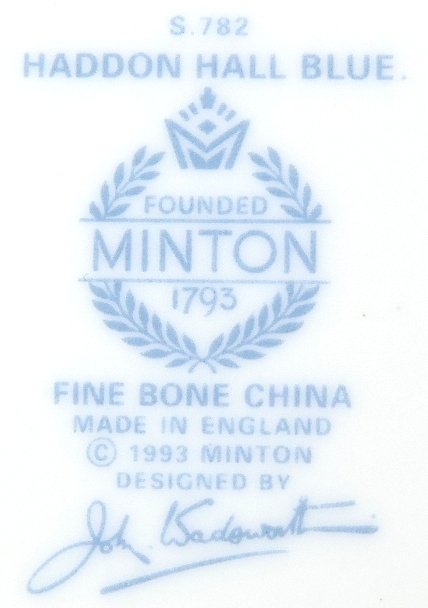 S.782
HADDON HALL BLUE.
FOUNDED
MINTON
1793
FINE BONE CHINA
MADE IN ENGLAND
© 1993 MINTON
DESIGNED BY
John Wadsworth